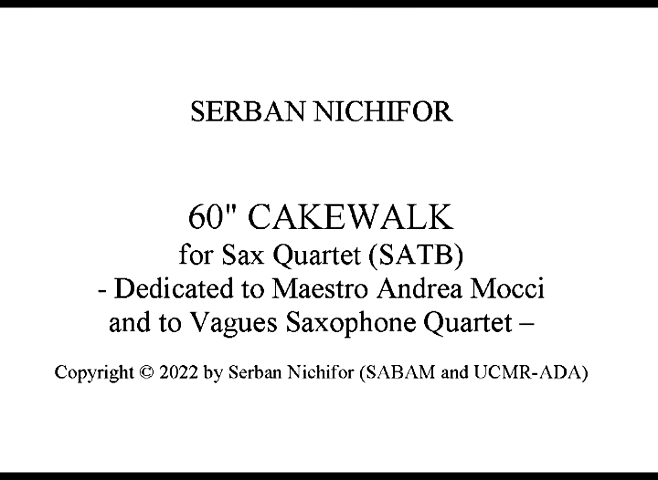 SERBAN NICHIFOR
60" CAKEWALK
for Sax Quartet (SATB)
- Dedicated to Maestro Andrea Mocci
and to Vagues Saxophone Quartet –
Copyright © 2022 by Serban Nichifor (SABAM and UCMR-ADA)